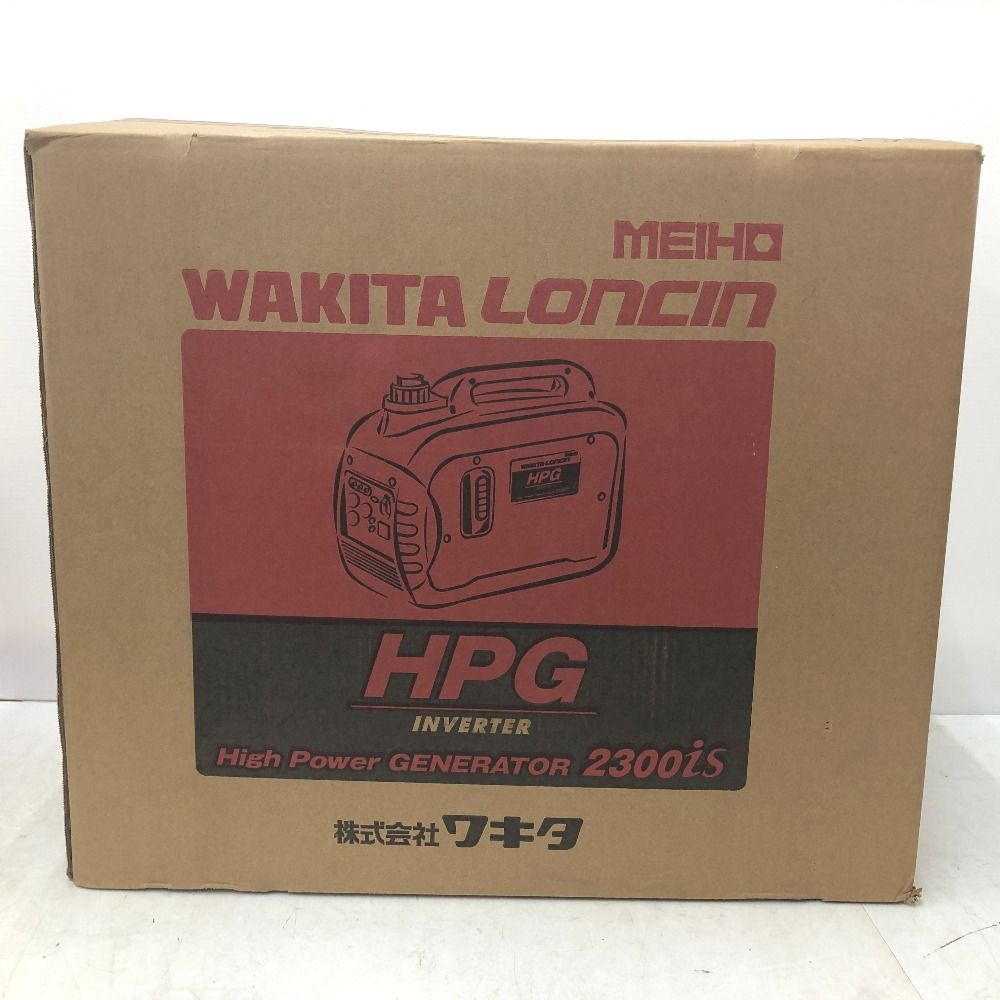 MEIHO
WAKITA LONCIN
WAKITA LONCIN
HPG
HPG
INVERTER
High Power GENERATOR 2300is
株式会社ワキタ